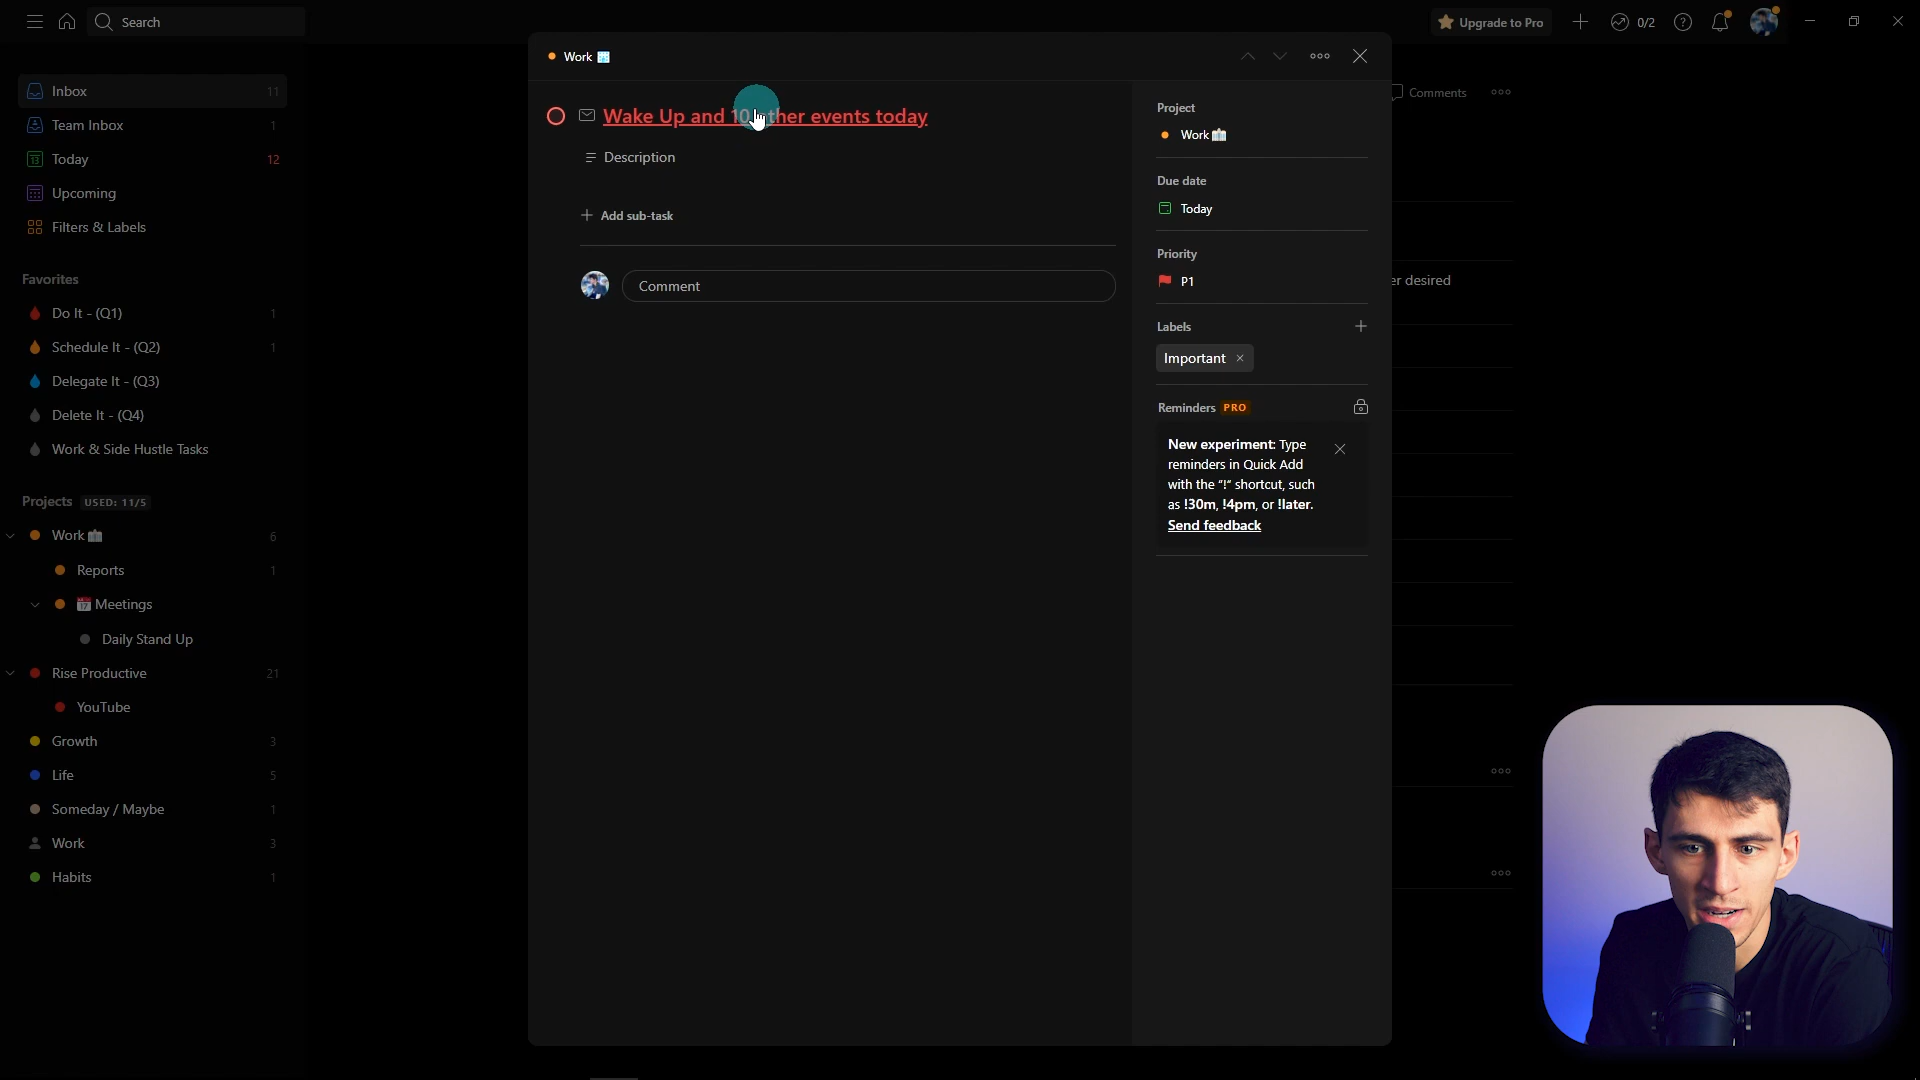 Search
Upgrade to Pro
0/2
Inbox 11
Team Inbox 1
Today 12
Upcoming
Filters & Labels
Favorites
Do It - (Q1) 1
Schedule It - (Q2) 1
Delegate It - (Q3)
Delete It - (Q4)
Work & Side Hustle Tasks
Projects USED: 11/5
Work 6
Reports 1
Meetings
Daily Stand Up
Rise Productive 21
YouTube
Growth 3
Life 5
Someday / Maybe 1
Work 3
Habits 1
Work
Wake Up and 10 other events today
Description
Add sub-task
Comment
Project
Work
Due date
Today
Priority
P1
Labels
Important
Reminders PRO
New experiment: Type
reminders in Quick Add
with the "!" shortcut, such
as !30m, !4pm, or !later.
Send feedback
Comments
desired